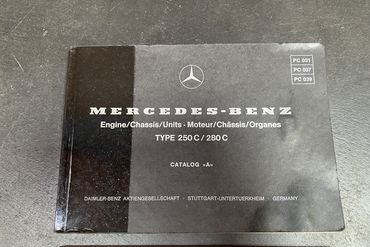 PC 031
PC 037
PC 039
MERCEDES-BENZ
Engine/Chassis/Units · Moteur/Châssis/Organes
TYPE 250 C / 280 C
CATALOG »A«
DAIMLER-BENZ AKTIENGESELLSCHAFT · STUTTGART-UNTERTUERKHEIM · GERMANY